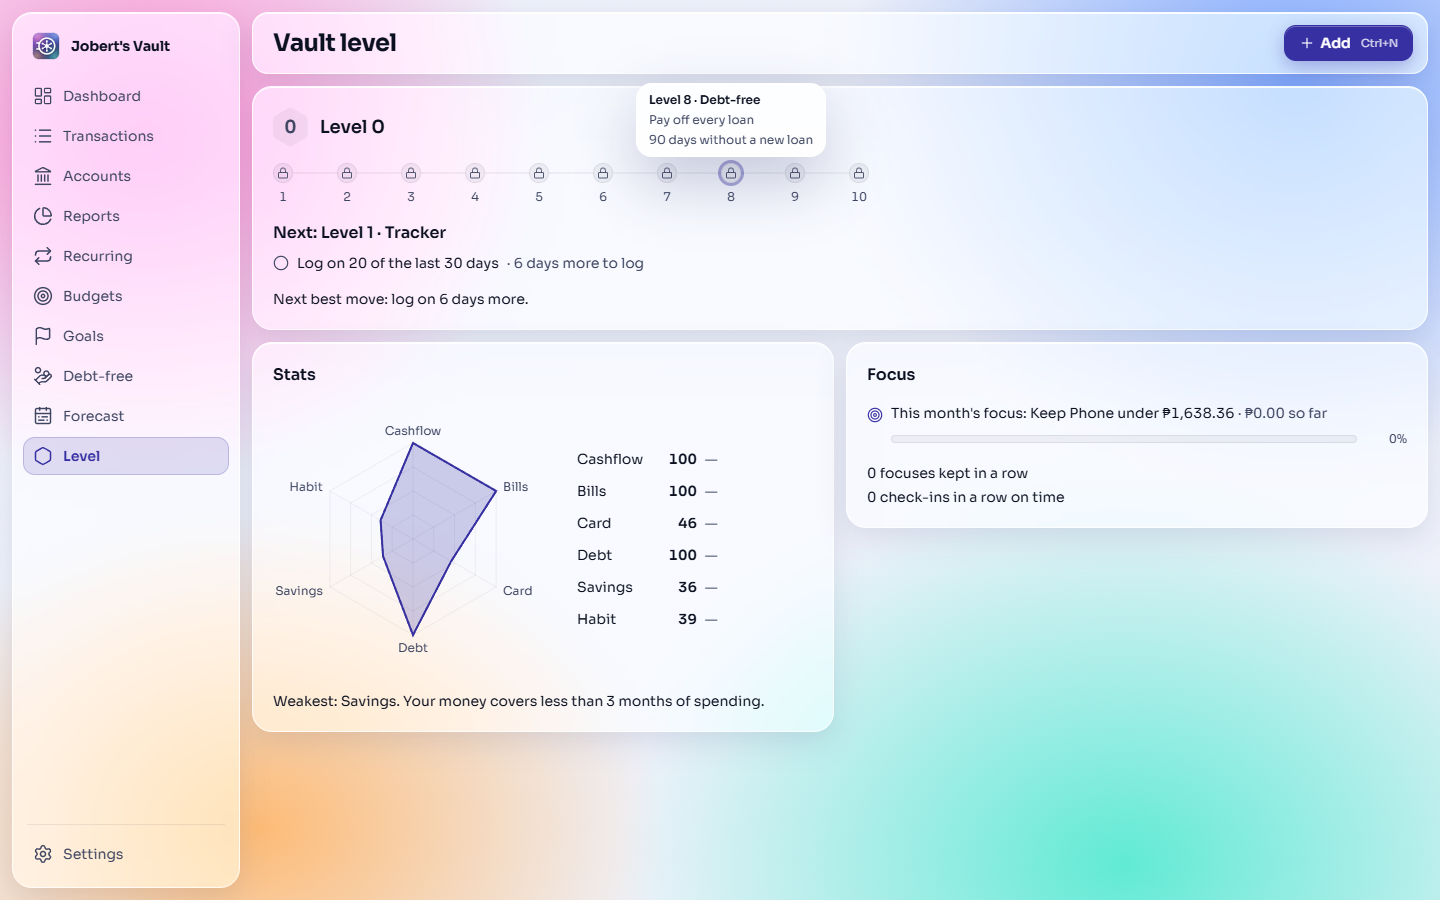 Jobert's Vault
Dashboard
Transactions
Accounts
Reports
Recurring
Budgets
Goals
Debt-free
Forecast
Level
Settings
Vault level
Add Ctrl+N
0 Level 0
Level 8 · Debt-free
Pay off every loan
90 days without a new loan
1 2 3 4 5 6 7 8 9 10
Next: Level 1 · Tracker
Log on 20 of the last 30 days · 6 days more to log
Next best move: log on 6 days more.
Stats
Cashflow
Bills
Card
Debt
Savings
Habit
Cashflow 100 —
Bills 100 —
Card 46 —
Debt 100 —
Savings 36 —
Habit 39 —
Weakest: Savings. Your money covers less than 3 months of spending.
Focus
This month's focus: Keep Phone under ₱1,638.36 · ₱0.00 so far
0%
0 focuses kept in a row
0 check-ins in a row on time